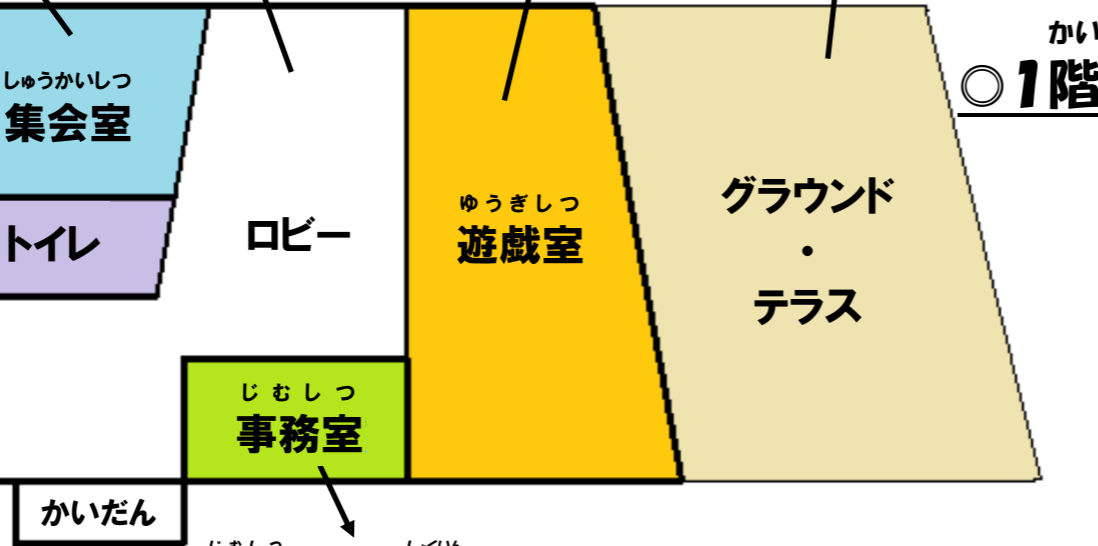 かい
◎1階
しゅうかいしつ
集会室
トイレ
ロビー
ゆうぎしつ
遊戯室
グラウンド
・
テラス
じむしつ
事務室
かいだん